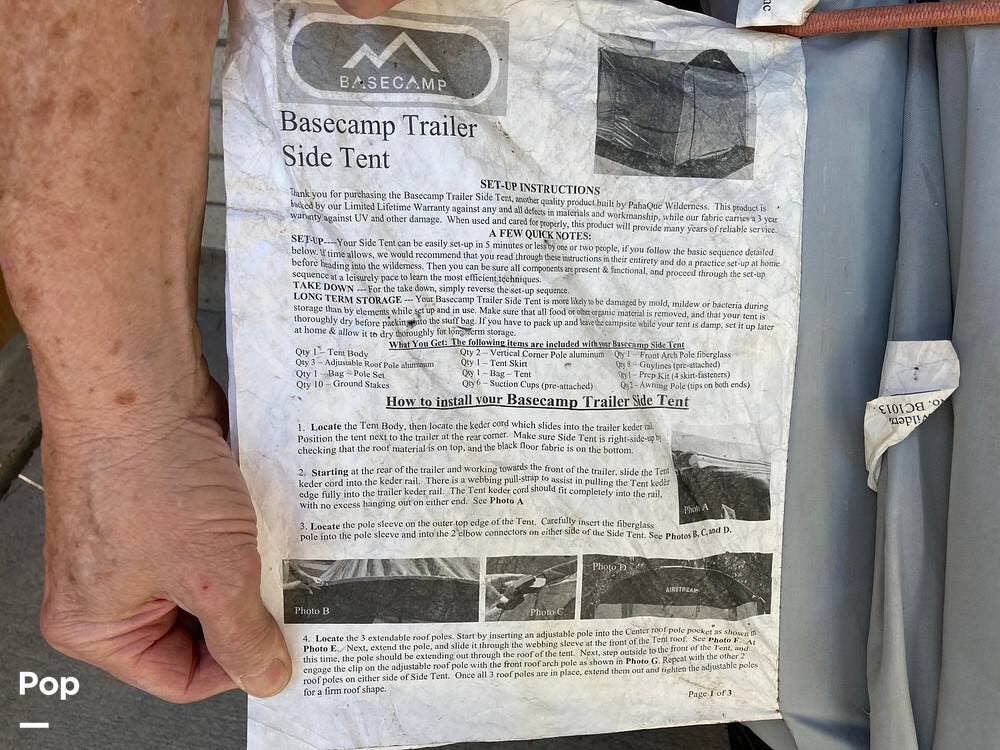 BASECAMP
Basecamp Trailer
Side Tent
SET-UP INSTRUCTIONS
Thank you for purchasing the Basecamp Trailer Side Tent, another quality product built by PahaQue Wilderness. This product is
backed by our Limited Lifetime Warranty against any and all defects in materials and workmanship, while our fabric carries a 3 year
warranty against UV and other damage. When used and cared for properly, this product will provide many years of reliable service.
A FEW QUICK NOTES:
SET-UP----Your Side Tent can be easily set-up in 5 minutes or less by one or two people, if you follow the basic sequence detailed
below. If time allows, we would recommend that you read through these instructions in their entirety and do a practice set-up at home
before heading into the wilderness. Then you can be sure all components are present & functional, and proceed through the set-up
sequence at a leisurely pace to learn the most efficient techniques.
TAKE DOWN --- For the take down, simply reverse the set-up sequence.
LONG TERM STORAGE --- Your Basecamp Trailer Side Tent is more likely to be damaged by mold, mildew or bacteria during
storage than by elements while set up and in use. Make sure that all food or other organic material is removed, and that your tent is
thoroughly dry before packing into the stuff bag. If you have to pack up and leave the campsite while your tent is damp, set it up later
at home & allow it to dry thoroughly for long term storage.
What You Get: The following items are included with your Basecamp Side Tent
Qty 1 – Tent Body Qty 2 – Vertical Corner Pole aluminum Qty 1 – Front Arch Pole fiberglass
Qty 3 – Adjustable Roof Pole aluminum Qty 1 – Tent Skirt Qty 8 – Guylines (pre-attached)
Qty 1 – Bag – Pole Set Qty 1 – Bag – Tent Qty 1 – Prep Kit (4 skirt-fasteners)
Qty 10 – Ground Stakes Qty 6 – Suction Cups (pre-attached) Qty 2 – Awning Pole (tips on both ends)
How to install your Basecamp Trailer Side Tent
1. Locate the Tent Body, then locate the keder cord which slides into the trailer keder rail.
Position the tent next to the trailer at the rear corner. Make sure Side Tent is right-side-up by
checking that the roof material is on top, and the black floor fabric is on the bottom.
2. Starting at the rear of the trailer and working towards the front of the trailer, slide the Tent
keder cord into the keder rail. There is a webbing pull-strap to assist in pulling the Tent keder
edge fully into the trailer keder rail. The Tent keder cord should fit completely into the rail,
with no excess hanging out on either end. See Photo A
Photo A
3. Locate the pole sleeve on the outer top edge of the Tent. Carefully insert the fiberglass
pole into the pole sleeve and into the 2 elbow connectors on either side of the Side Tent. See Photos B, C, and D.
Photo B
Photo C
Photo D
AIRSTREAM
4. Locate the 3 extendable roof poles. Start by inserting an adjustable pole into the Center roof pole pocket as shown in
Photo E. Next, extend the pole, and slide it through the webbing sleeve at the front of the Tent roof. See Photo F. At
this time, the pole should be extending out through the roof of the tent. Next, step outside to the front of the Tent, and
engage the clip on the adjustable roof pole with the front roof arch pole as shown in Photo G. Repeat with the other 2
roof poles on either side of Side Tent. Once all 3 roof poles are in place, extend them out and tighten the adjustable poles
for a firm roof shape.
Page 1 of 3
nc
Wilder
o. BC1013
Pop